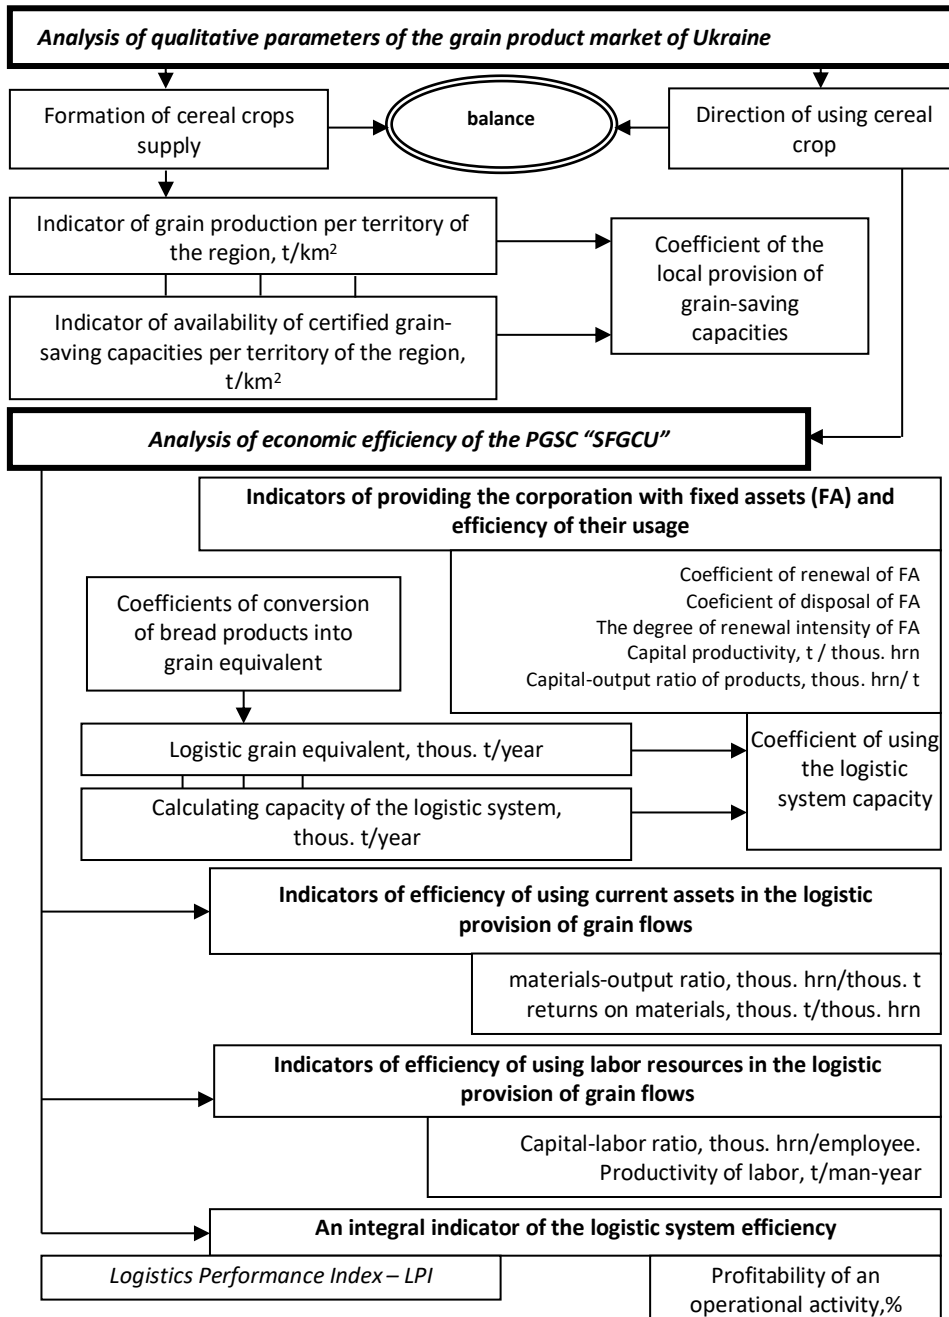 Analysis of qualitative parameters of the grain product market of Ukraine
Formation of cereal crops
supply
balance
Direction of using cereal
crop
Indicator of grain production per territory of
the region, t/km²
Coefficient of the
local provision of
grain-saving
capacities
Indicator of availability of certified grain-
saving capacities per territory of the region,
t/km²
Analysis of economic efficiency of the PGSC “SFGCU”
Indicators of providing the corporation with fixed assets (FA) and
efficiency of their usage
Coefficient of renewal of FA
Coeficient of disposal of FA
The degree of renewal intensity of FA
Capital productivity, t / thous. hrn
Capital-output ratio of products, thous. hrn/ t
Coefficients of conversion
of bread products into
grain equivalent
Logistic grain equivalent, thous. t/year
Coefficient of using
the logistic
system capacity
Calculating capacity of the logistic system,
thous. t/year
Indicators of efficiency of using current assets in the logistic
provision of grain flows
materials-output ratio, thous. hrn/thous. t
returns on materials, thous. t/thous. hrn
Indicators of efficiency of using labor resources in the logistic
provision of grain flows
Capital-labor ratio, thous. hrn/employee.
Productivity of labor, t/man-year
An integral indicator of the logistic system efficiency
Logistics Performance Index – LPI
Profitability of an
operational activity,%